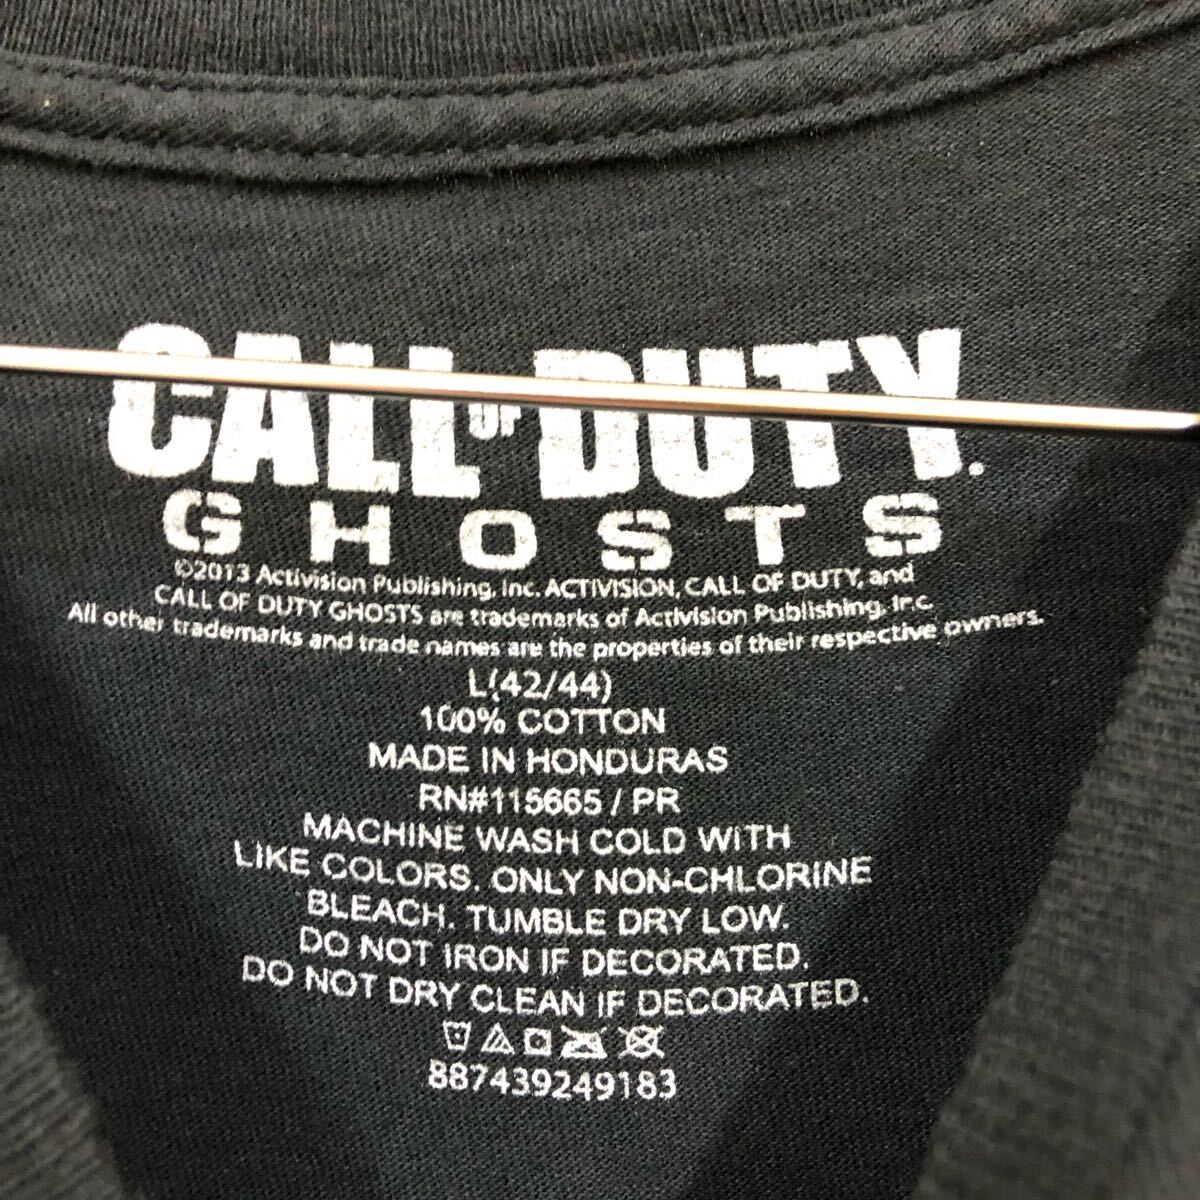 CALL OF DUTY.
GHOSTS
©2013 Activision Publishing, Inc. ACTIVISION, CALL OF DUTY, and
CALL OF DUTY GHOSTS are trademarks of Activision Publishing, Inc.
All other trademarks and trade names are the properties of their respective owners.
L(42/44)
100% COTTON
MADE IN HONDURAS
RN#115665 / PR
MACHINE WASH COLD WITH
LIKE COLORS. ONLY NON-CHLORINE
BLEACH. TUMBLE DRY LOW.
DO NOT IRON IF DECORATED.
DO NOT DRY CLEAN IF DECORATED.
887439249183